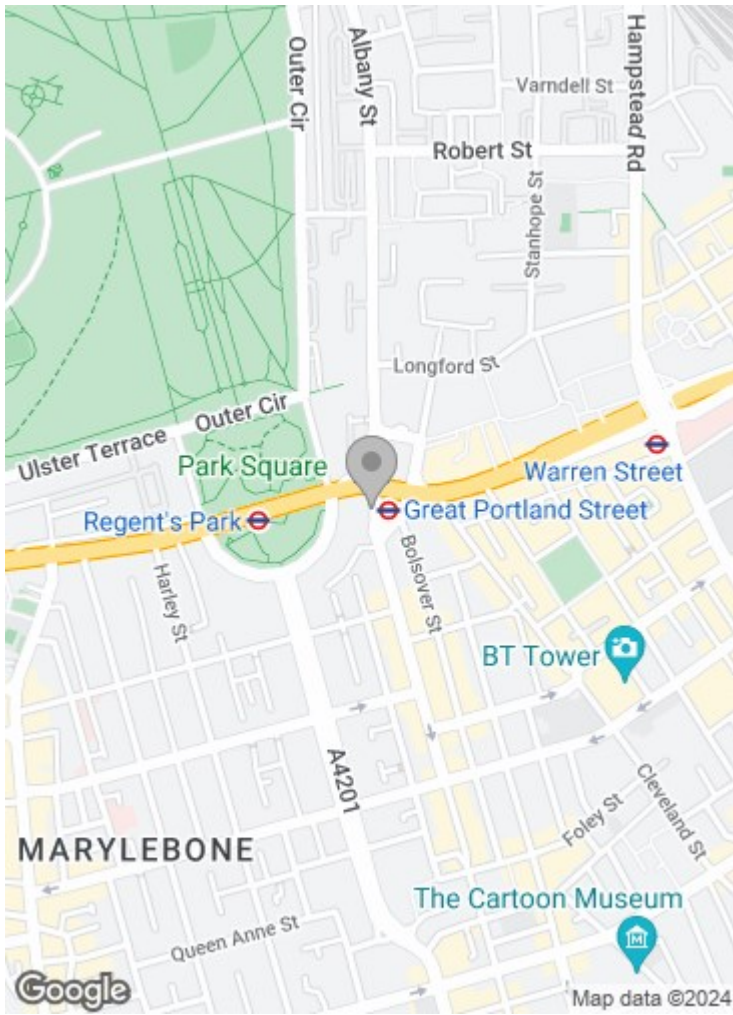 Outer Cir
Albany St
Hampstead Rd
Varndell St
Robert St
Stanhope St
Longford St
Outer Cir
Ulster Terrace
Park Square
Warren Street
Regent's Park
Great Portland Street
Harley St
Bolsover St
BT Tower
A4201
Cleveland St
Foley St
MARYLEBONE
The Cartoon Museum
Queen Anne St
M
Google
Map data ©2024